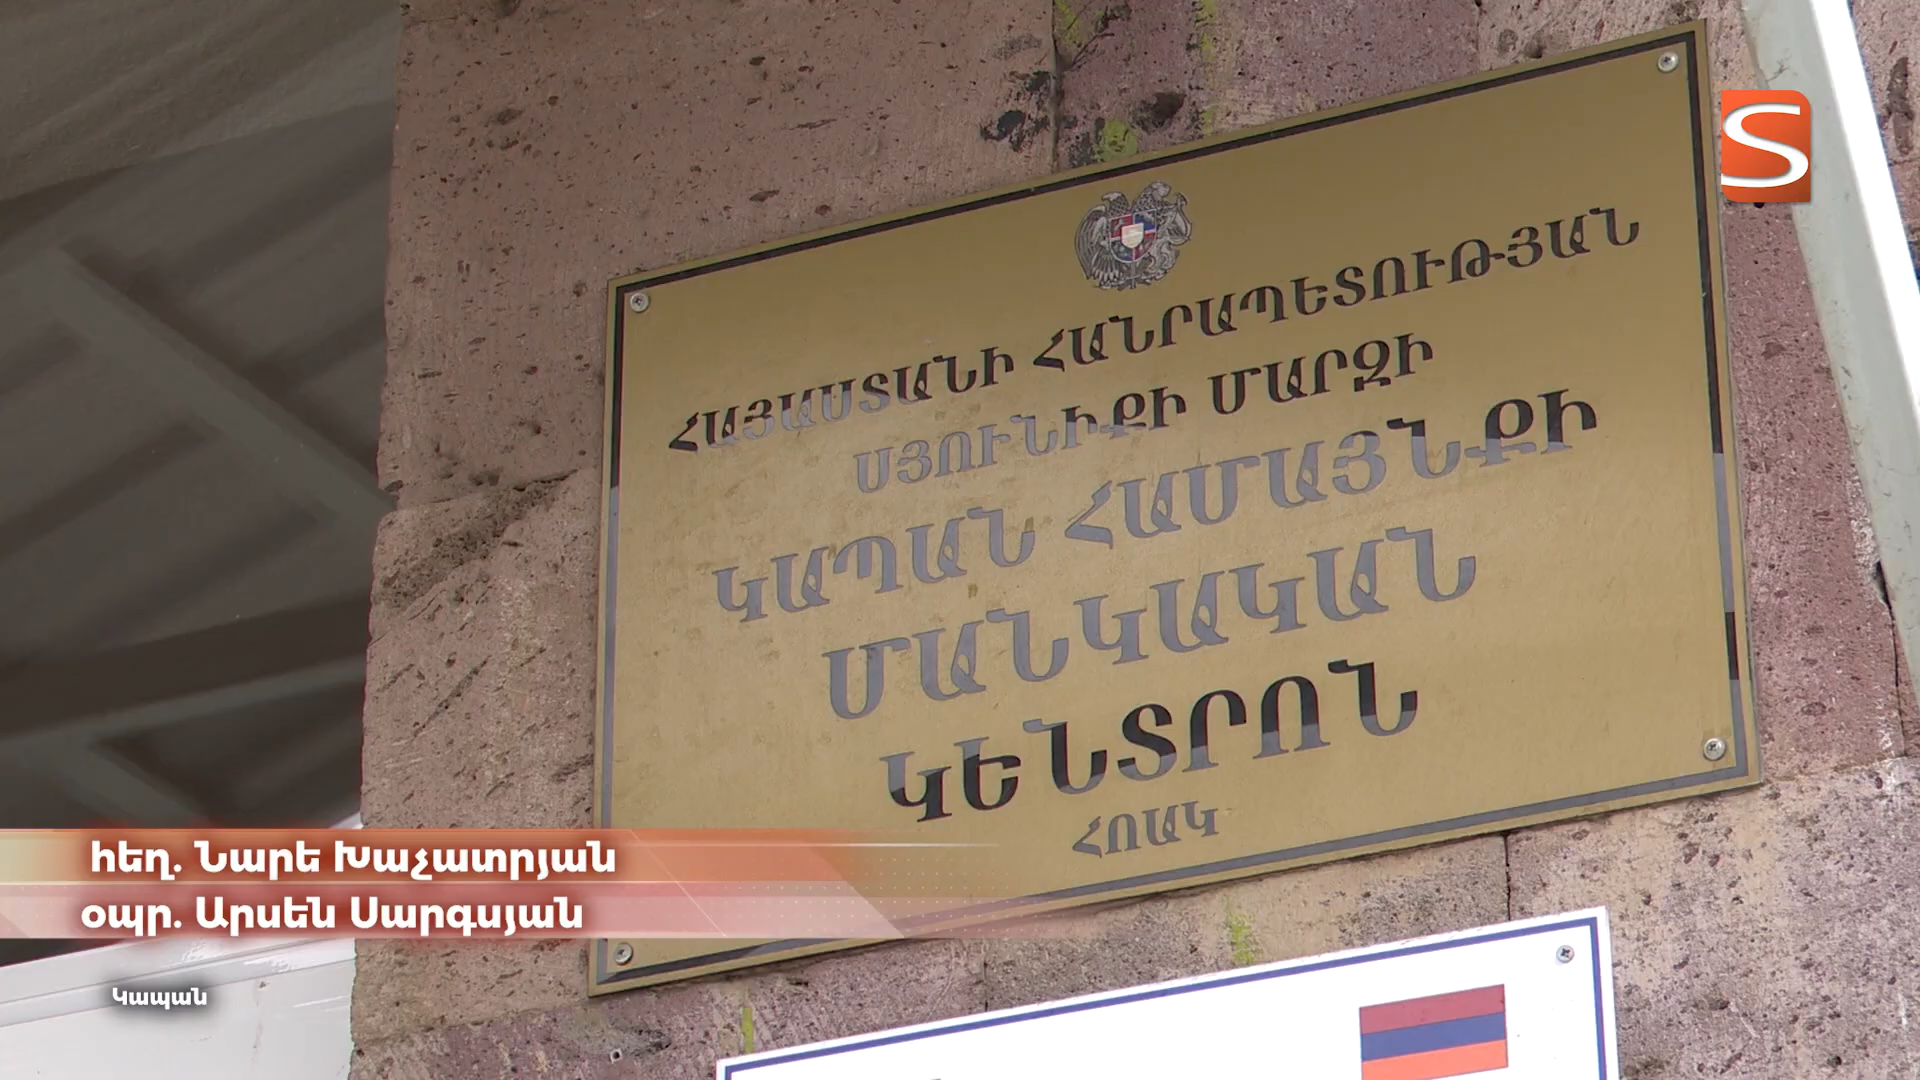 S
ՀԱՅԱՍՏԱՆԻ ՀԱՆՐԱՊԵՏՈՒԹՅԱՆ
ՍՅՈՒՆԻՔԻ ՄԱՐԶԻ
ԿԱՊԱՆ ՀԱՄԱՅՆՔԻ
ՄԱՆԿԱԿԱՆ
ԿԵՆՏՐՈՆ
ՀՈԱԿ
հեղ. Նարե Խաչատրյան
օպր. Արսեն Սարգսյան
Կապան